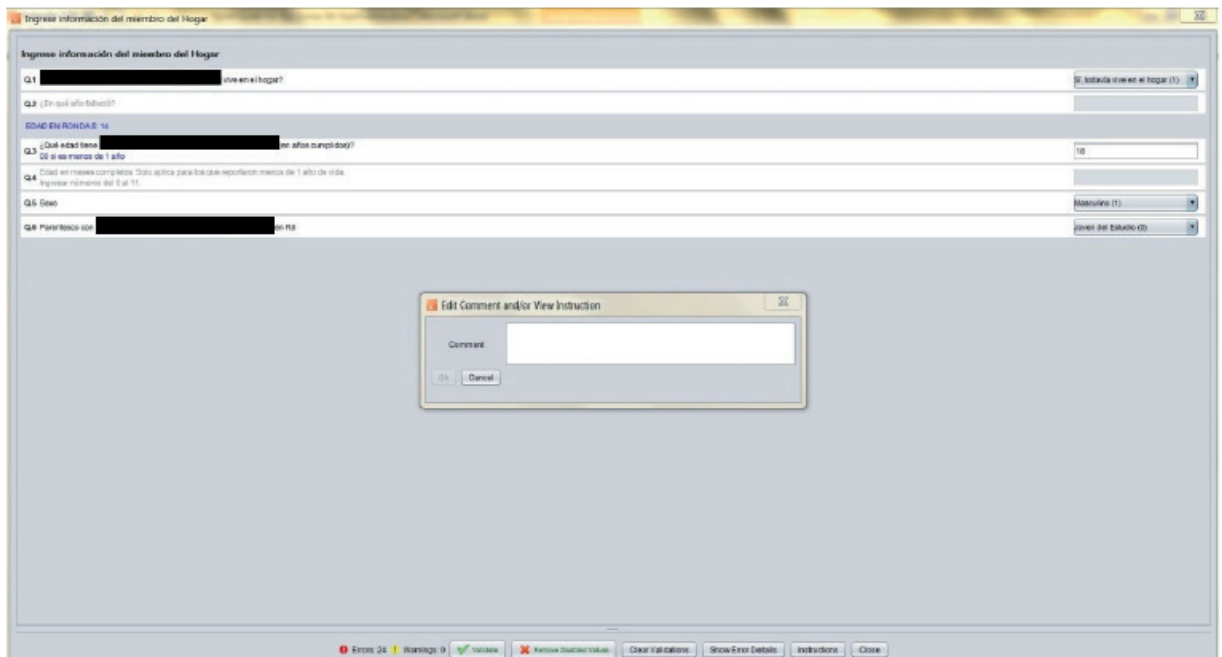 Ingrese información del miembro del Hogar
Ingrese información del miembro del Hogar
Q.1 vive en el hogar? Sí, todavía vive en el hogar (1)
Q.2 ¿En qué año falleció?
EDAD EN RONDA 5: 14
Q.3 ¿Qué edad tiene (en años cumplidos)? 18
00 si es menos de 1 año
Q.4 Edad en meses completos. Solo aplica para los que reportaron menos de 1 año de vida.
Ingresar números del 0 al 11.
Q.5 Sexo Masculino (1)
Q.6 Parentesco con en R5 Joven del Estudio (0)
Edit Comment and/or View Instruction
Comment
Ok Cancel
Errors: 24 Warnings: 0 Validate Remove Disabled Values Clear Validations Show Error Details Instructions Close